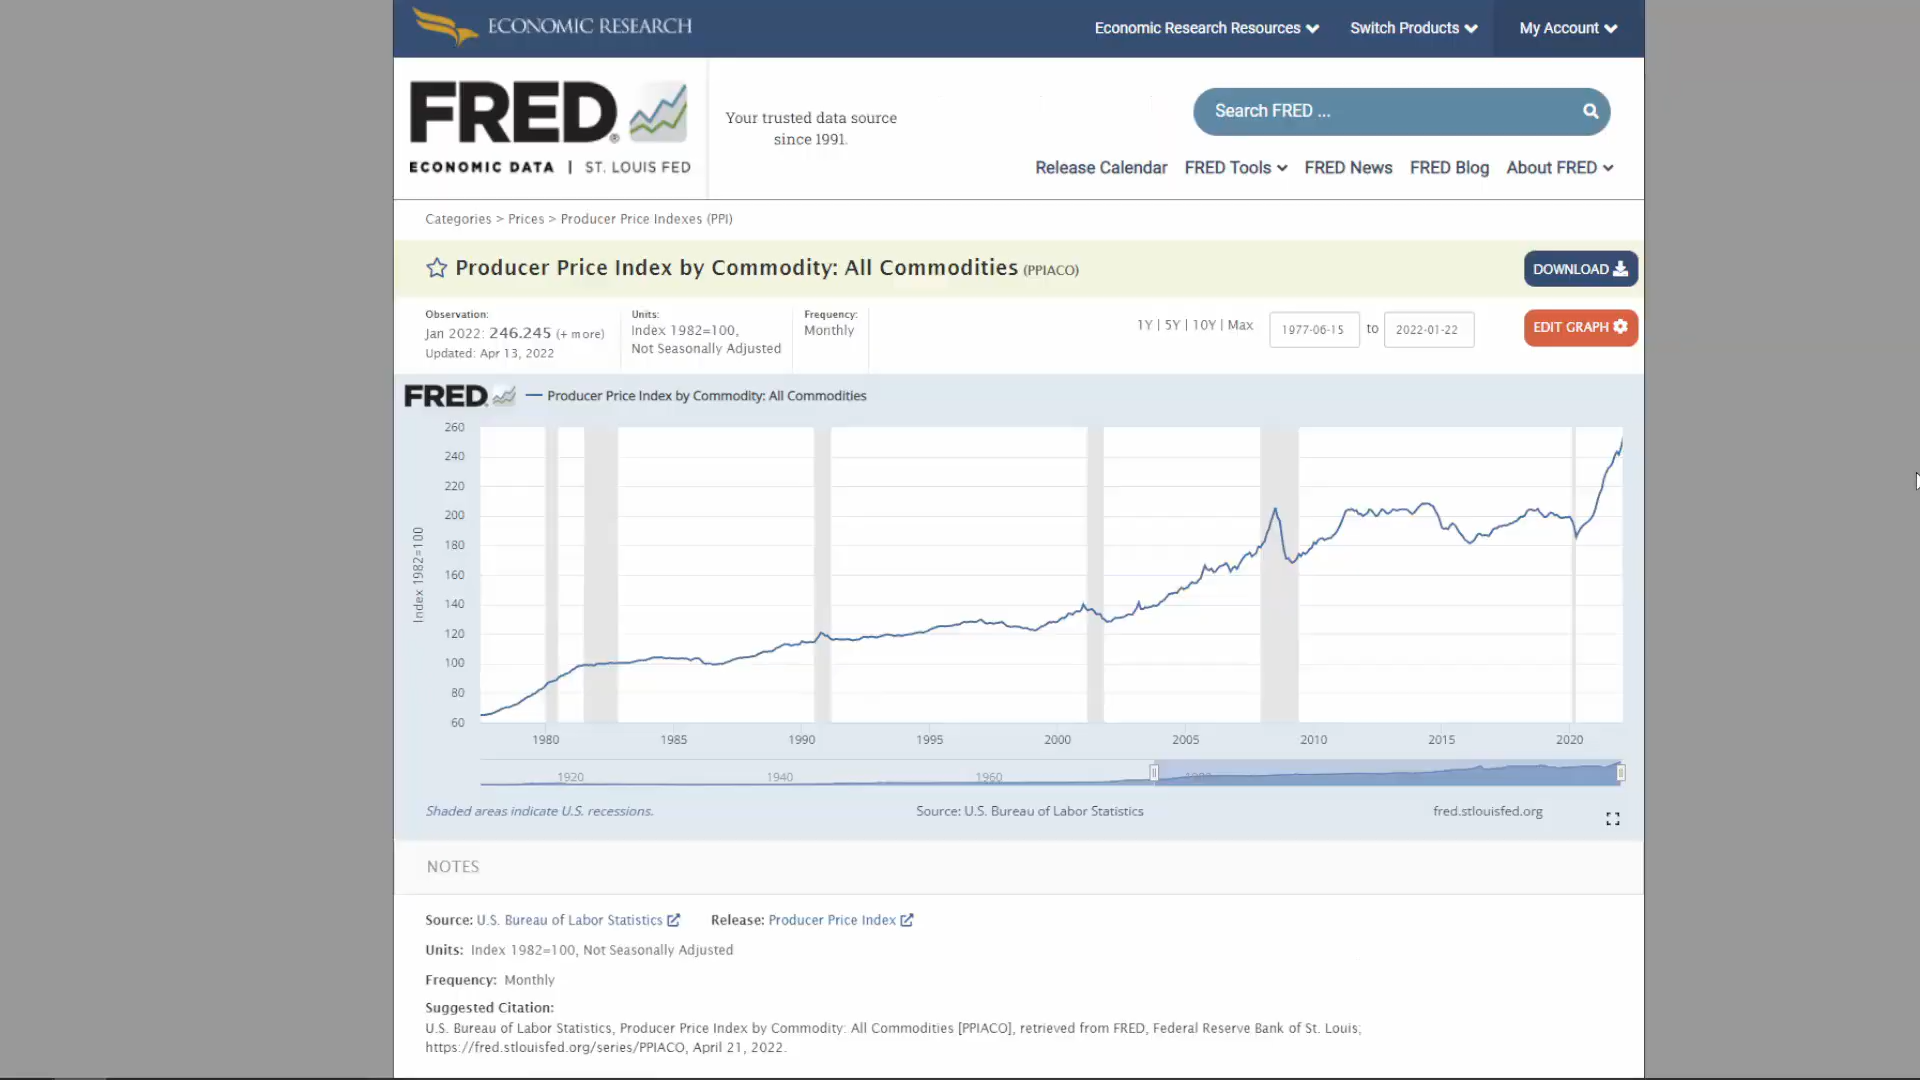 ECONOMIC RESEARCH
Economic Research Resources
Switch Products
My Account
FRED®
ECONOMIC DATA | ST. LOUIS FED
Your trusted data source
since 1991.
Search FRED ...
Release Calendar
FRED Tools
FRED News
FRED Blog
About FRED
Categories > Prices > Producer Price Indexes (PPI)
Producer Price Index by Commodity: All Commodities (PPIACO)
DOWNLOAD
Observation:
Jan 2022: 246.245 (+ more)
Updated: Apr 13, 2022
Units:
Index 1982=100,
Not Seasonally Adjusted
Frequency:
Monthly
1Y | 5Y | 10Y | Max
1977-06-15 to 2022-01-22
EDIT GRAPH
FRED
Producer Price Index by Commodity: All Commodities
260
240
220
200
180
160
140
120
100
80
60
Index 1982=100
1980 1985 1990 1995 2000 2005 2010 2015 2020
1920 1940 1960 1980
Shaded areas indicate U.S. recessions.
Source: U.S. Bureau of Labor Statistics
fred.stlouisfed.org
NOTES
Source: U.S. Bureau of Labor Statistics
Release: Producer Price Index
Units: Index 1982=100, Not Seasonally Adjusted
Frequency: Monthly
Suggested Citation:
U.S. Bureau of Labor Statistics, Producer Price Index by Commodity: All Commodities [PPIACO], retrieved from FRED, Federal Reserve Bank of St. Louis;
https://fred.stlouisfed.org/series/PPIACO, April 21, 2022.